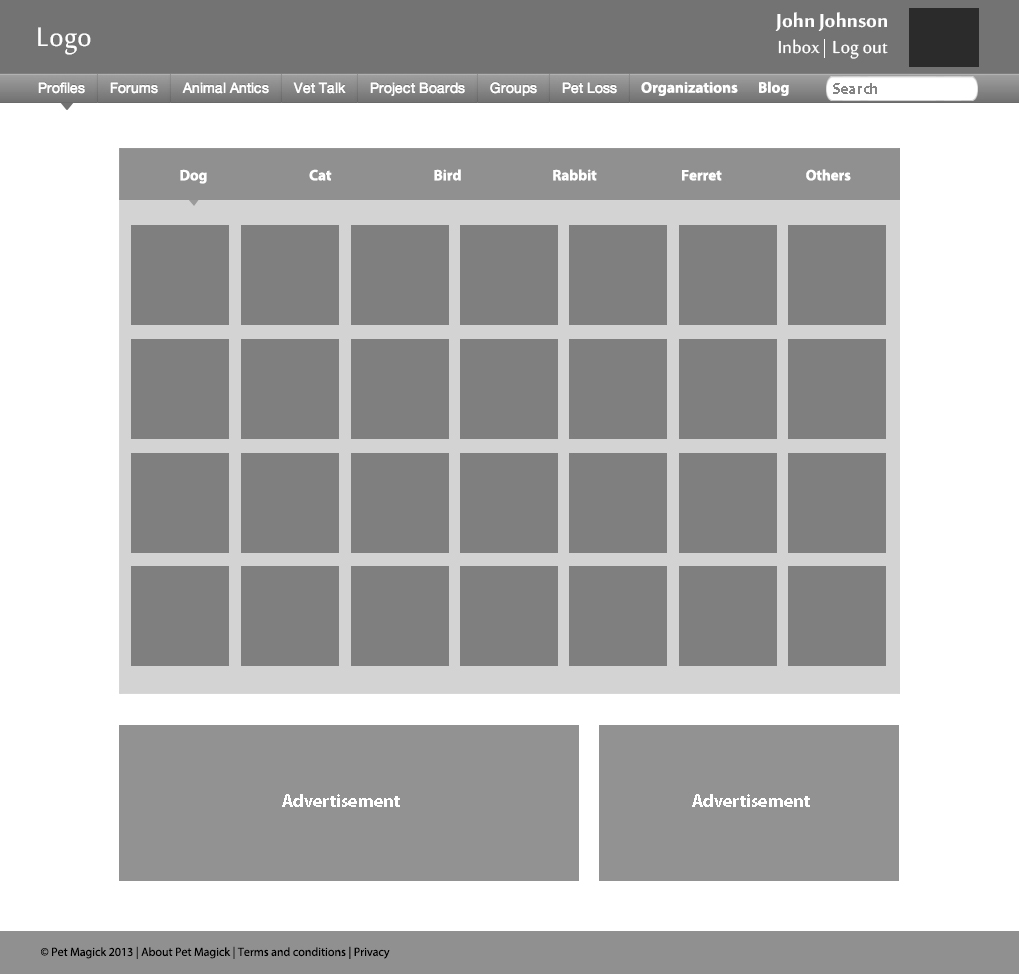 Logo
John Johnson
Inbox | Log out
Profiles Forums Animal Antics Vet Talk Project Boards Groups Pet Loss Organizations Blog Search
Dog Cat Bird Rabbit Ferret Others
Advertisement Advertisement
© Pet Magick 2013 | About Pet Magick | Terms and conditions | Privacy